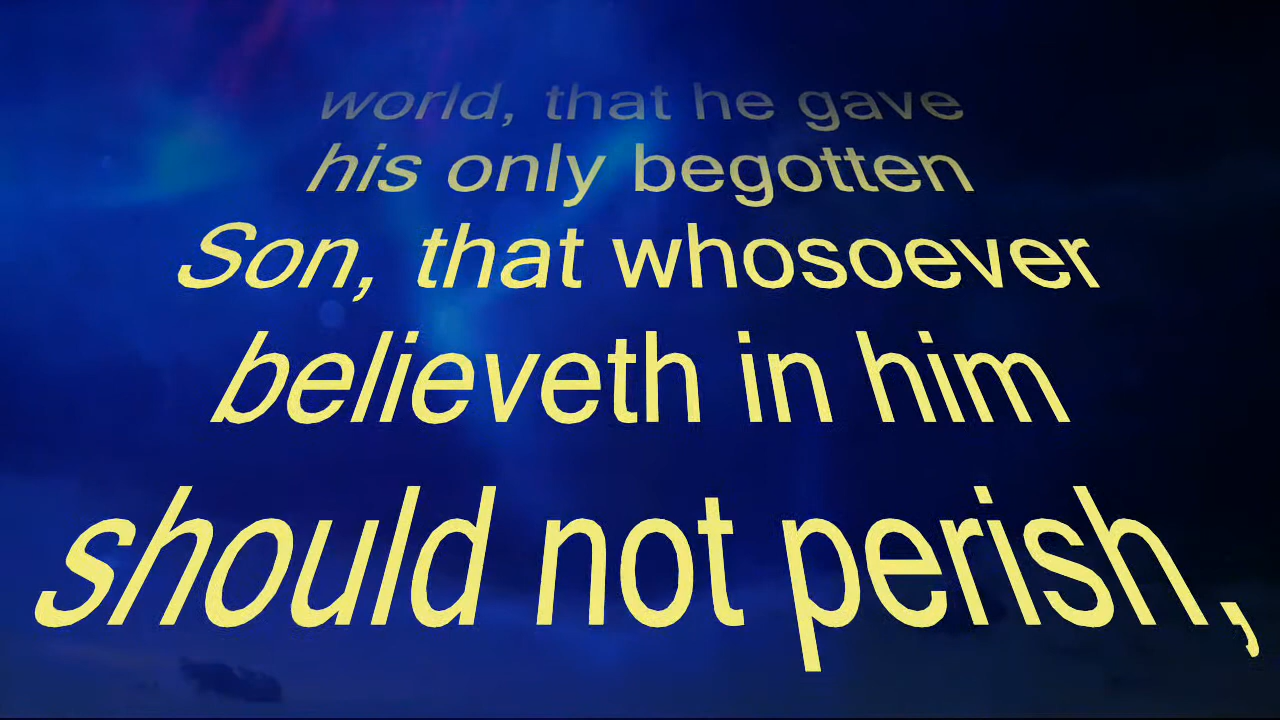 world, that he gave
his only begotten
Son, that whosoever
believeth in him
should not perish,